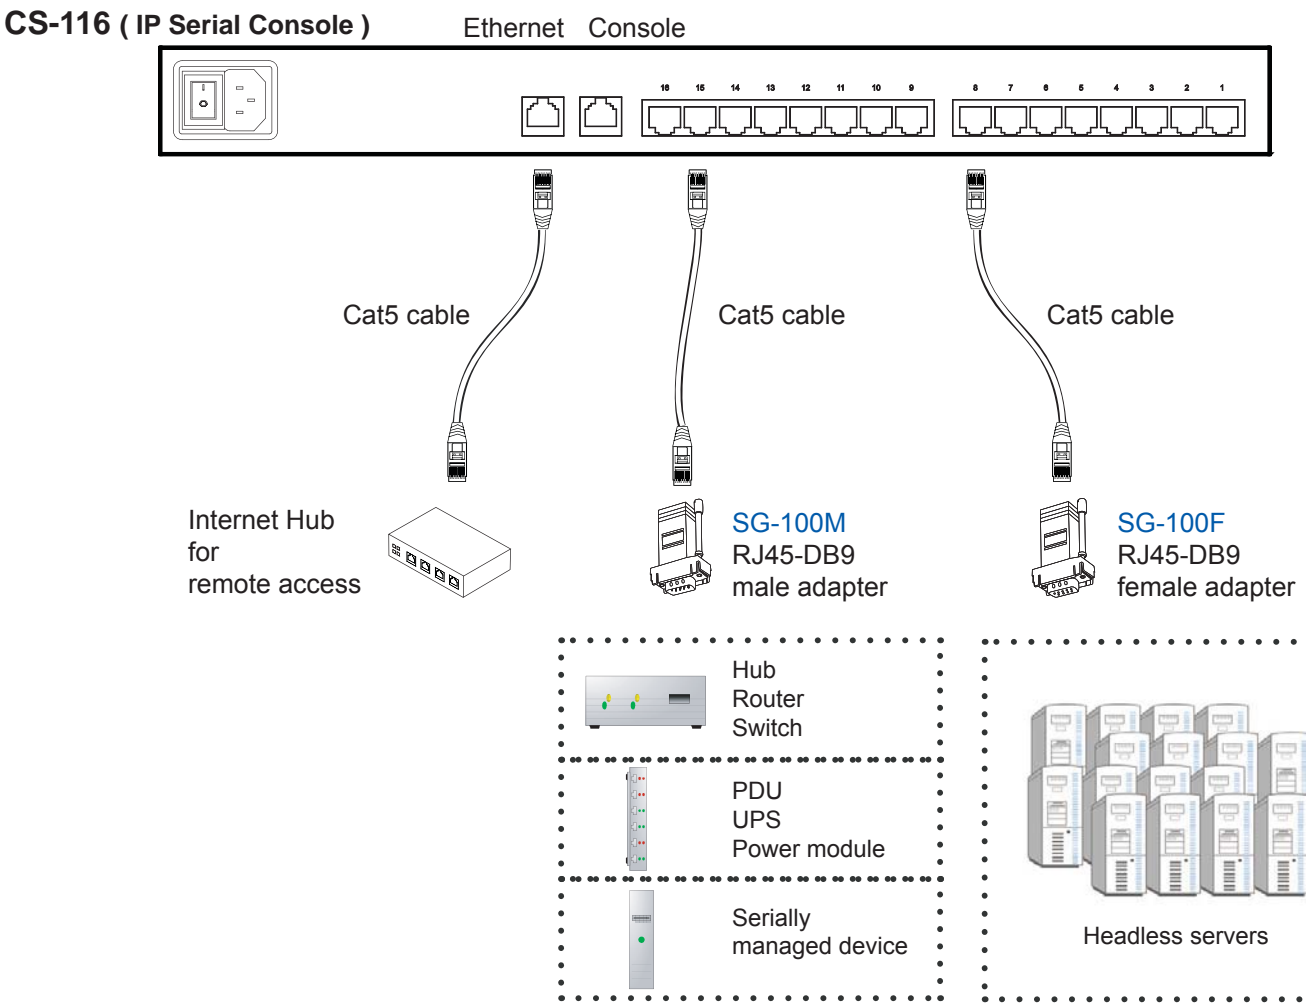 CS-116 ( IP Serial Console )
Ethernet Console
16 15 14 13 12 11 10 9 8 7 6 5 4 3 2 1
Cat5 cable
Cat5 cable
Cat5 cable
Internet Hub
for
remote access
SG-100M
RJ45-DB9
male adapter
SG-100F
RJ45-DB9
female adapter
Hub
Router
Switch
PDU
UPS
Power module
Serially
managed device
Headless servers